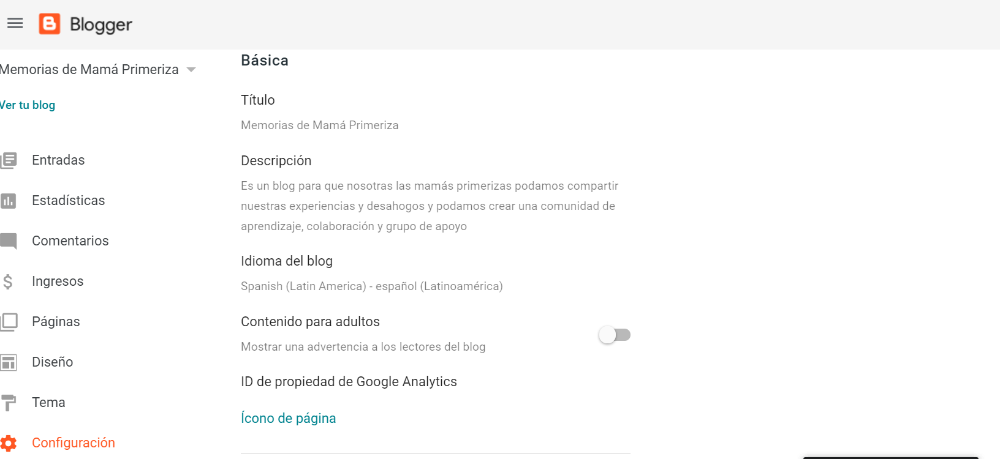 Blogger
Memorias de Mamá Primeriza
Ver tu blog
Entradas
Estadísticas
Comentarios
Ingresos
Páginas
Diseño
Tema
Configuración
Básica
Título
Memorias de Mamá Primeriza
Descripción
Es un blog para que nosotras las mamás primerizas podamos compartir
nuestras experiencias y desahogos y podamos crear una comunidad de
aprendizaje, colaboración y grupo de apoyo
Idioma del blog
Spanish (Latin America) - español (Latinoamérica)
Contenido para adultos
Mostrar una advertencia a los lectores del blog
ID de propiedad de Google Analytics
Ícono de página